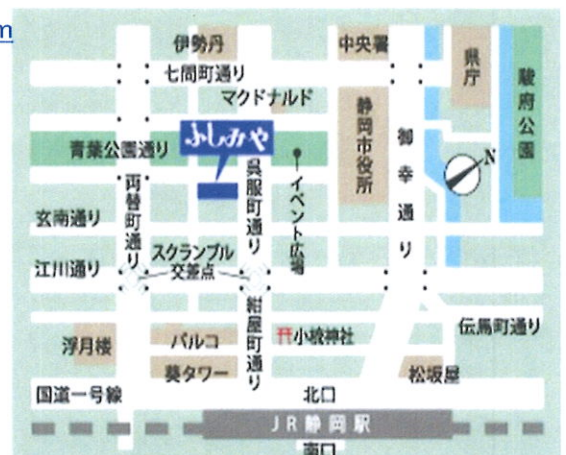 m
伊勢丹
中央署
県庁
駿府公園
七間町通り
マクドナルド
静岡市役所
御幸通り
ふしみや
青葉公園通り
N
両替町通り
呉服町通り
イベント広場
玄南通り
スクランブル
交差点
江川通り
紺屋町通り
伝馬町通り
浮月楼
パルコ
小梳神社
葵タワー
松坂屋
国道一号線
北口
JR静岡駅
南口